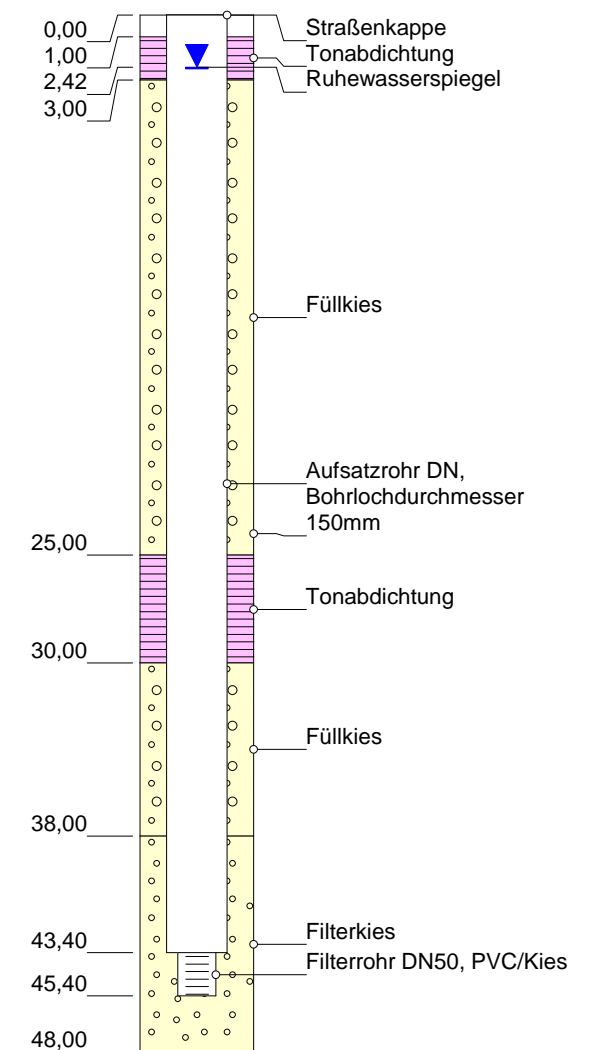 0,00
Straßenkappe
1,00
Tonabdichtung
2,42
Ruhewasserspiegel
3,00
Füllkies
Aufsatzrohr DN,
Bohrlochdurchmesser
150mm
25,00
Tonabdichtung
30,00
Füllkies
38,00
Filterkies
43,40
Filterrohr DN50, PVC/Kies
45,40
48,00